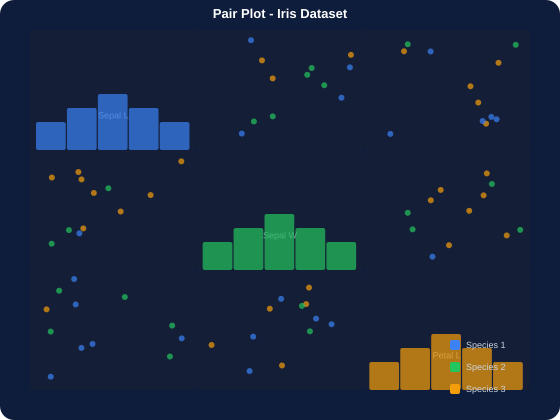 Pair Plot - Iris Dataset
Sepal L
Sepal W
Petal L
Species 1
Species 2
Species 3